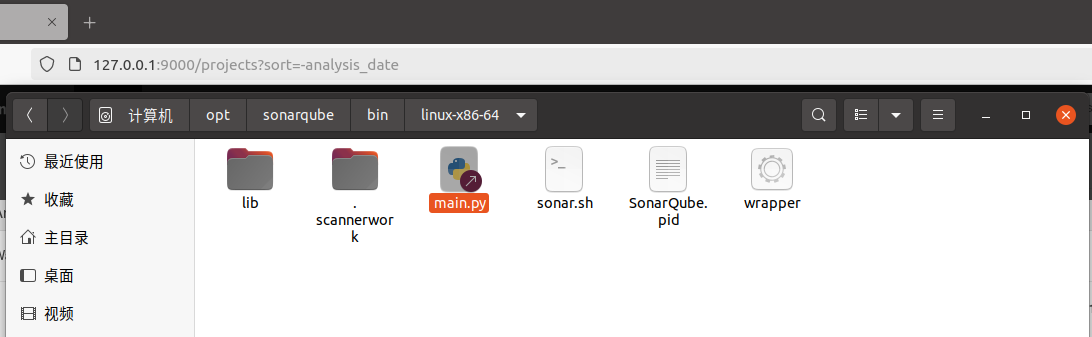 127.0.0.1:9000/projects?sort=-analysis_date
计算机 opt sonarqube bin linux-x86-64
最近使用
收藏
主目录
桌面
视频
lib
.
scannerwor
k
main.py
sonar.sh
SonarQube.
pid
wrapper